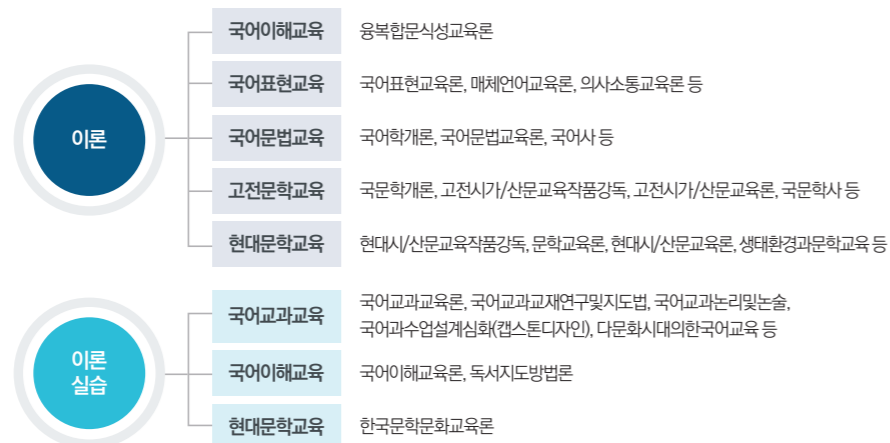 이론
국어이해교육
융복합문식성교육론
국어표현교육
국어표현교육론, 매체언어교육론, 의사소통교육론 등
국어문법교육
국어학개론, 국어문법교육론, 국어사 등
고전문학교육
국문학개론, 고전시가/산문교육작품강독, 고전시가/산문교육론, 국문학사 등
현대문학교육
현대시/산문교육작품강독, 문학교육론, 현대시/산문교육론, 생태환경과문학교육 등
이론
실습
국어교과교육
국어교과교육론, 국어교과교재연구및지도법, 국어교과논리및논술,
국어과수업설계심화(캡스톤디자인), 다문화시대의한국어교육 등
국어이해교육
국어이해교육론, 독서지도방법론
현대문학교육
한국문학문화교육론